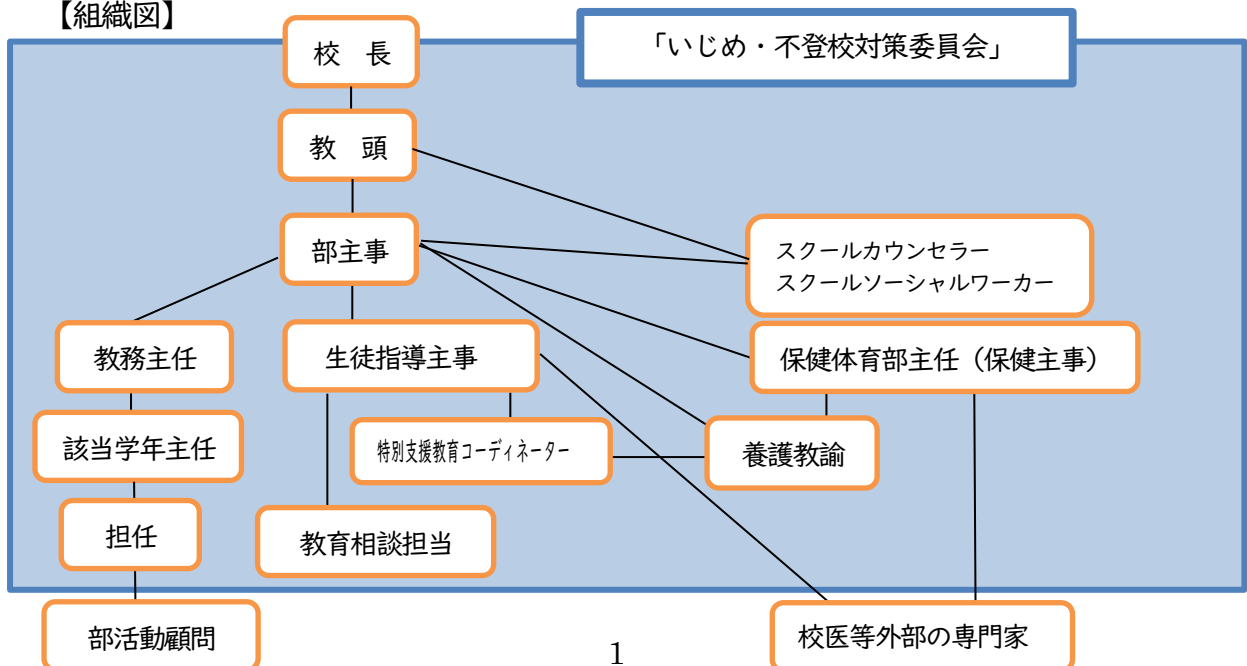 【組織図】
「いじめ・不登校対策委員会」
校　長
教　頭
部主事
スクールカウンセラー
スクールソーシャルワーカー
教務主任
生徒指導主事
保健体育部主任（保健主事）
該当学年主任
特別支援教育コーディネーター
養護教諭
担任
教育相談担当
部活動顧問
校医等外部の専門家
1